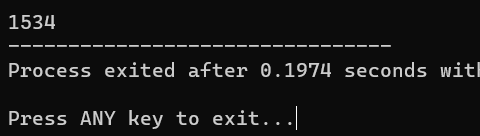 1534
--------------------------------
Process exited after 0.1974 seconds with
Press ANY key to exit...